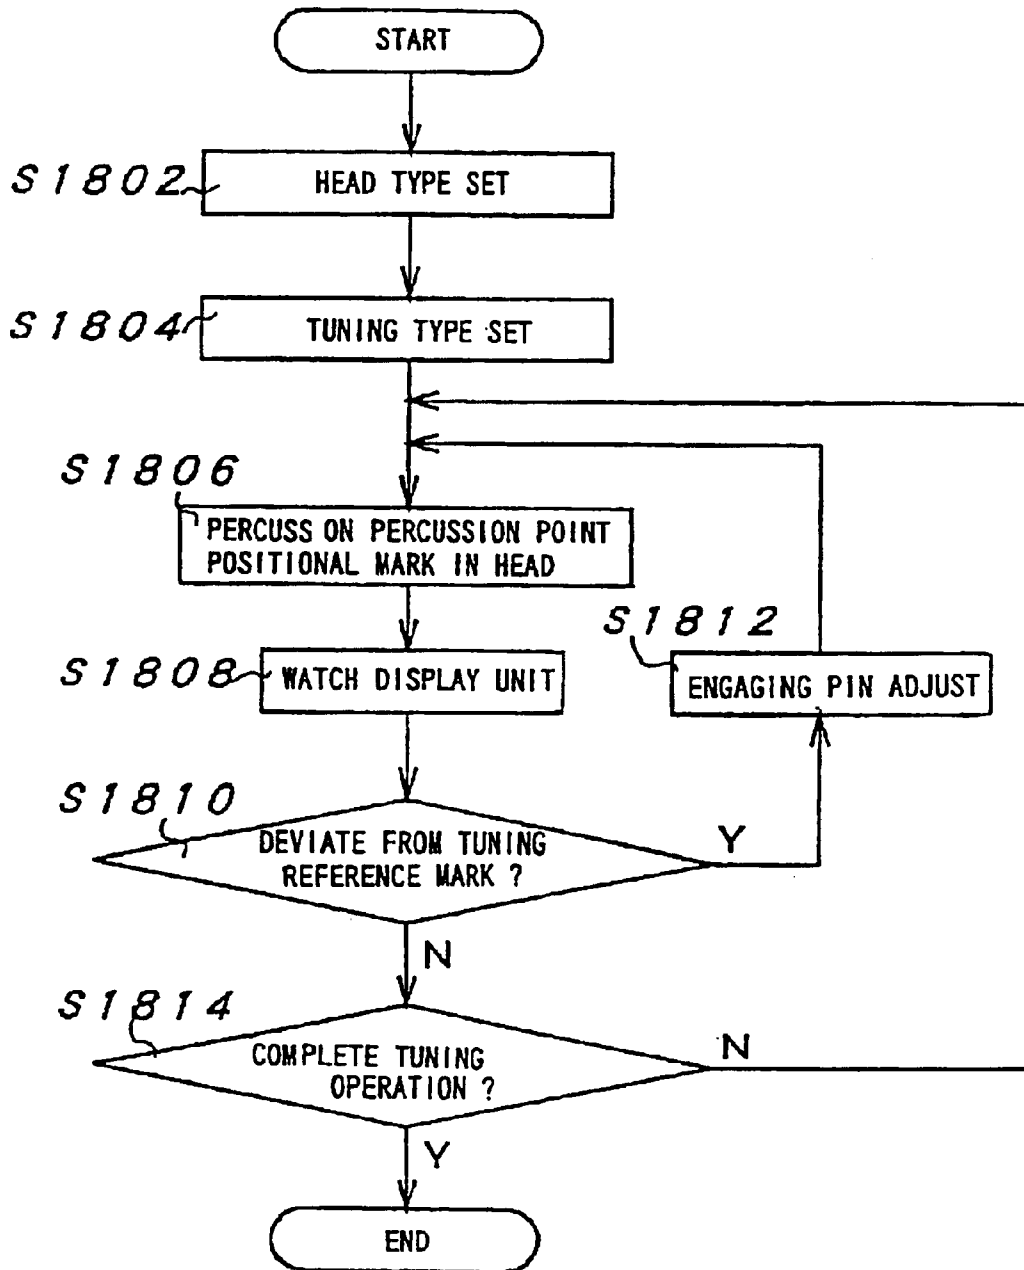 START
S1802
HEAD TYPE SET
S1804
TUNING TYPE SET
S1806
PERCUSS ON PERCUSSION POINT
POSITIONAL MARK IN HEAD
S1812
S1808
WATCH DISPLAY UNIT
ENGAGING PIN ADJUST
S1810
DEVIATE FROM TUNING
REFERENCE MARK ?
Y
N
S1814
COMPLETE TUNING
OPERATION ?
N
Y
END